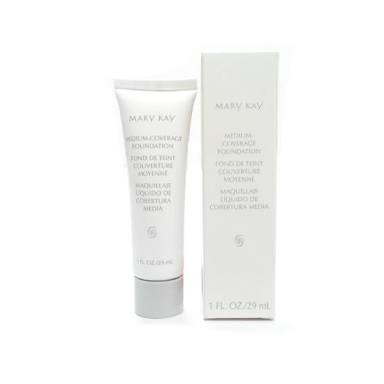 MARY KAY
MEDIUM-COVERAGE
FOUNDATION
FOND DE TEINT
COUVERTURE
MOYENNE
MAQUILLAJE
LÍQUIDO DE
COBERTURA
MEDIA
1 FL. OZ./29 mL
MARY KAY
MEDIUM-
COVERAGE
FOUNDATION
FOND DE TEINT
COUVERTURE
MOYENNE
MAQUILLAJE
LÍQUIDO DE
COBERTURA MEDIA
1 FL. OZ./29 mL